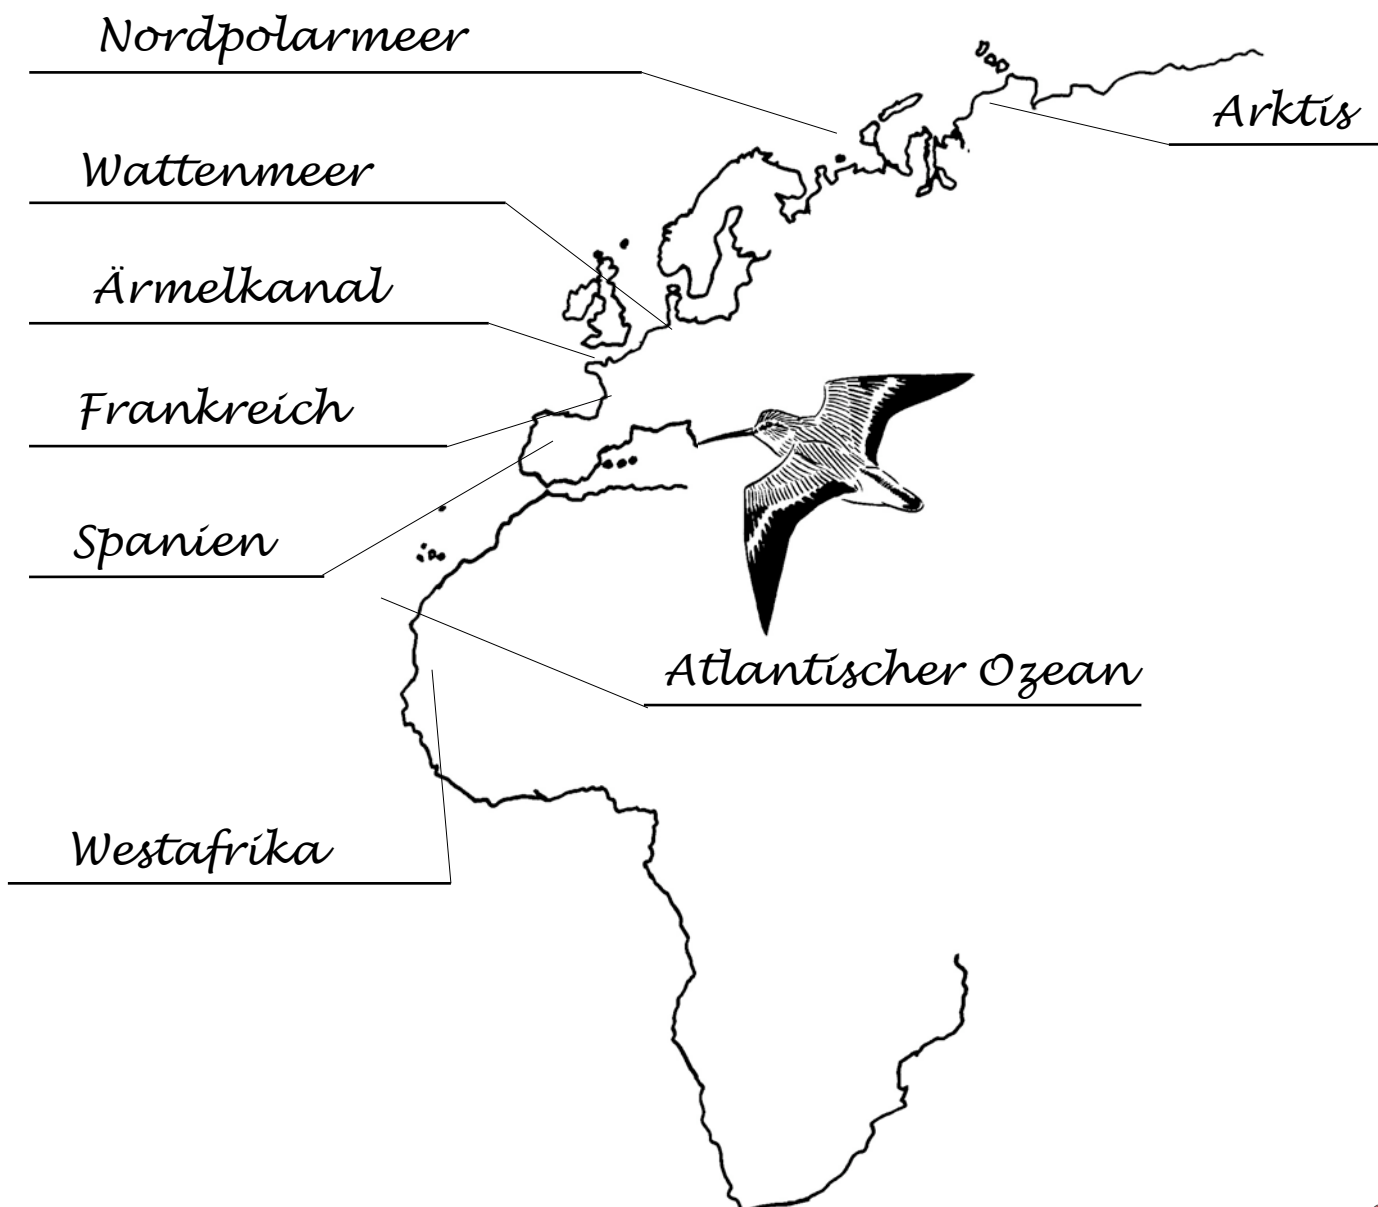 Nordpolarmeer
Arktis
Wattenmeer
Ärmelkanal
Frankreich
Spanien
Atlantischer Ozean
Westafrika